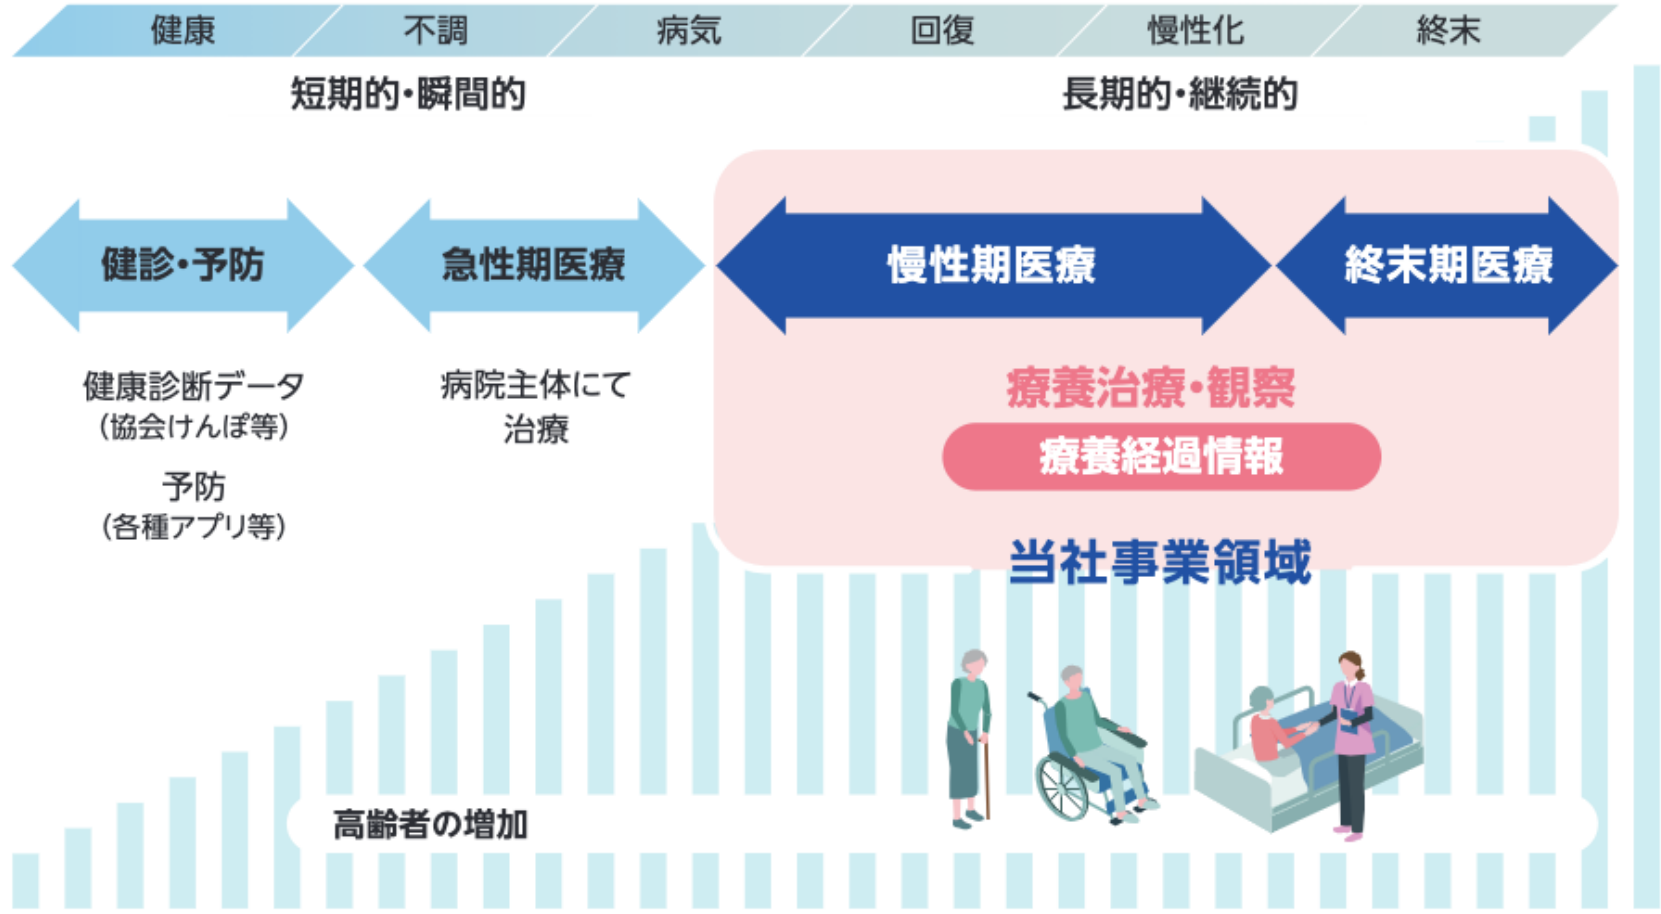 健康 不調 病気 回復 慢性化 終末
短期的・瞬間的 長期的・継続的
健診・予防 急性期医療 慢性期医療 終末期医療
健康診断データ
（協会けんぽ等）
予防
（各種アプリ等）
病院主体にて
治療
療養治療・観察
療養経過情報
当社事業領域
高齢者の増加